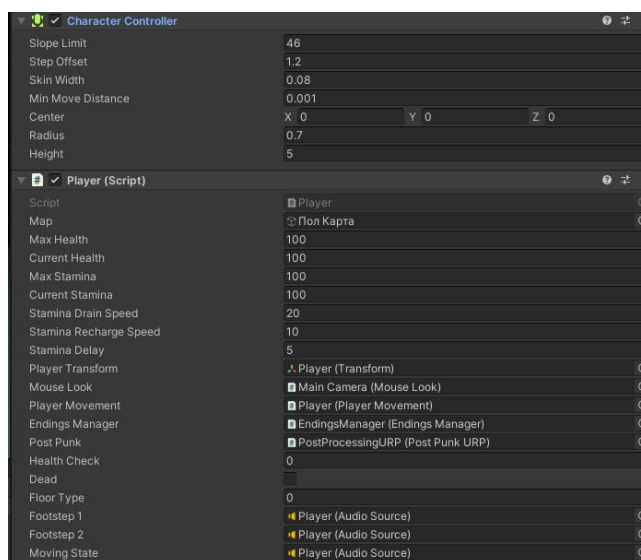 Character Controller
Slope Limit 46
Step Offset 1.2
Skin Width 0.08
Min Move Distance 0.001
Center X 0 Y 0 Z 0
Radius 0.7
Height 5
# Player (Script)
Script # Player
Map Пол Карта
Max Health 100
Current Health 100
Max Stamina 100
Current Stamina 100
Stamina Drain Speed 20
Stamina Recharge Speed 10
Stamina Delay 5
Player Transform Player (Transform)
Mouse Look # Main Camera (Mouse Look)
Player Movement # Player (Player Movement)
Endings Manager # EndingsManager (Endings Manager)
Post Punk # PostProcessingURP (Post Punk URP)
Health Check 0
Dead
Floor Type 0
Footstep 1 Player (Audio Source)
Footstep 2 Player (Audio Source)
Moving State Player (Audio Source)